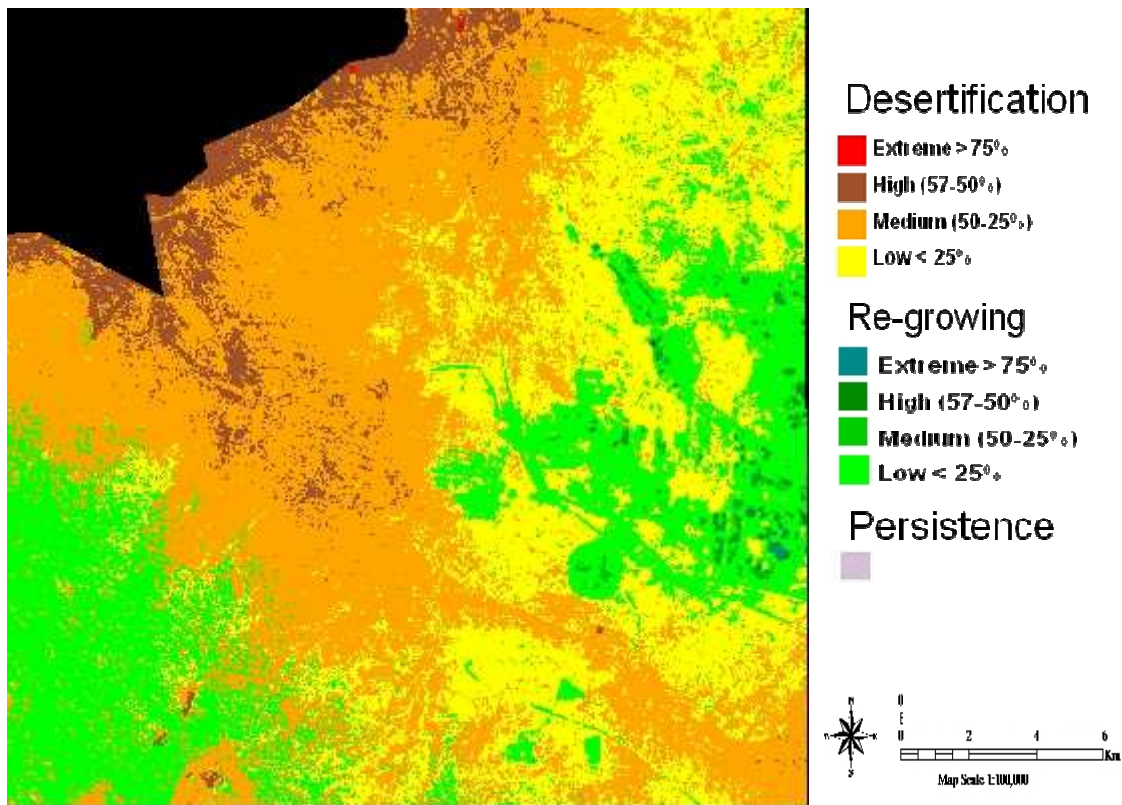 Desertification
Extreme > 75%
High (57-50%)
Medium (50-25%)
Low < 25%
Re-growing
Extreme > 75%
High (57-50%)
Medium (50-25%)
Low < 25%
Persistence
N
W E
S
0
E
0 2 4 6
Km
Map Scale 1:100,000